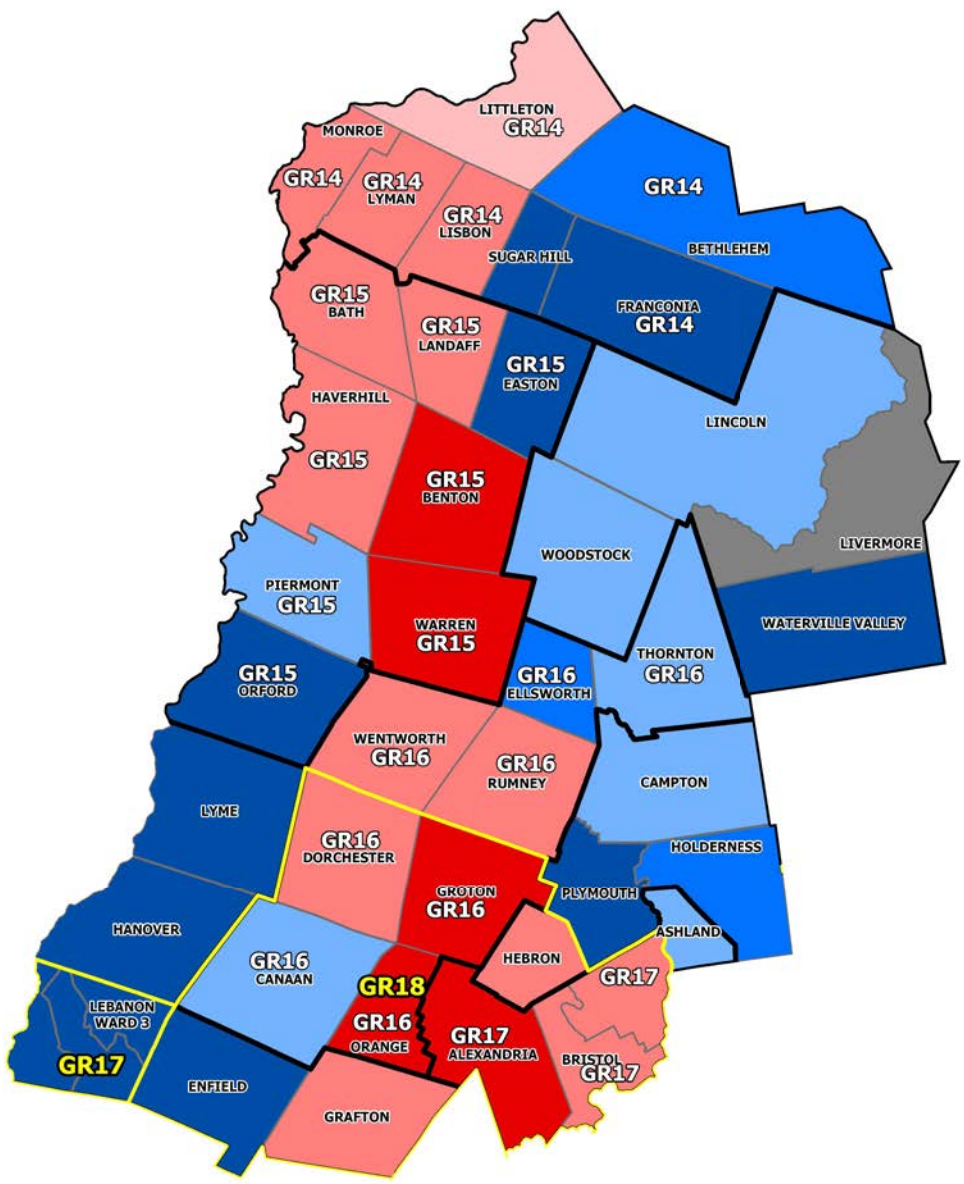 LITTLETON
GR14
MONROE
GR14
GR14
LYMAN
GR14
LISBON
GR14
BETHLEHEM
SUGAR HILL
FRANCONIA
GR14
GR15
BATH
GR15
LANDAFF
GR15
EASTON
HAVERHILL
GR15
LINCOLN
GR15
BENTON
WOODSTOCK
LIVERMORE
PIERMONT
GR15
WARREN
GR15
WATERVILLE VALLEY
GR15
ORFORD
GR16
ELLSWORTH
THORNTON
GR16
WENTWORTH
GR16
GR16
RUMNEY
CAMPTON
LYME
GR16
DORCHESTER
HOLDERNESS
GROTON
GR16
PLYMOUTH
HANOVER
ASHLAND
GR16
CANAAN
HEBRON
GR17
GR18
GR16
ORANGE
LEBANON
WARD 3
GR17
GR17
ALEXANDRIA
BRISTOL
GR17
ENFIELD
GRAFTON